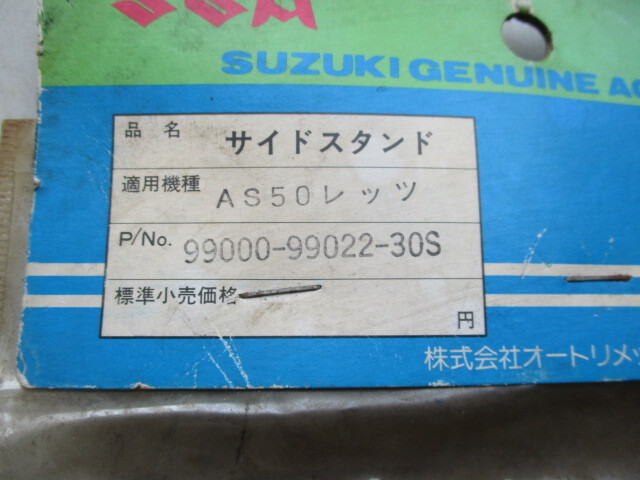 SGA
SUZUKI GENUINE AC
品名 サイドスタンド
適用機種 AS50レッツ
P/No. 99000-99022-30S
標準小売価格 円
株式会社オートリメッ